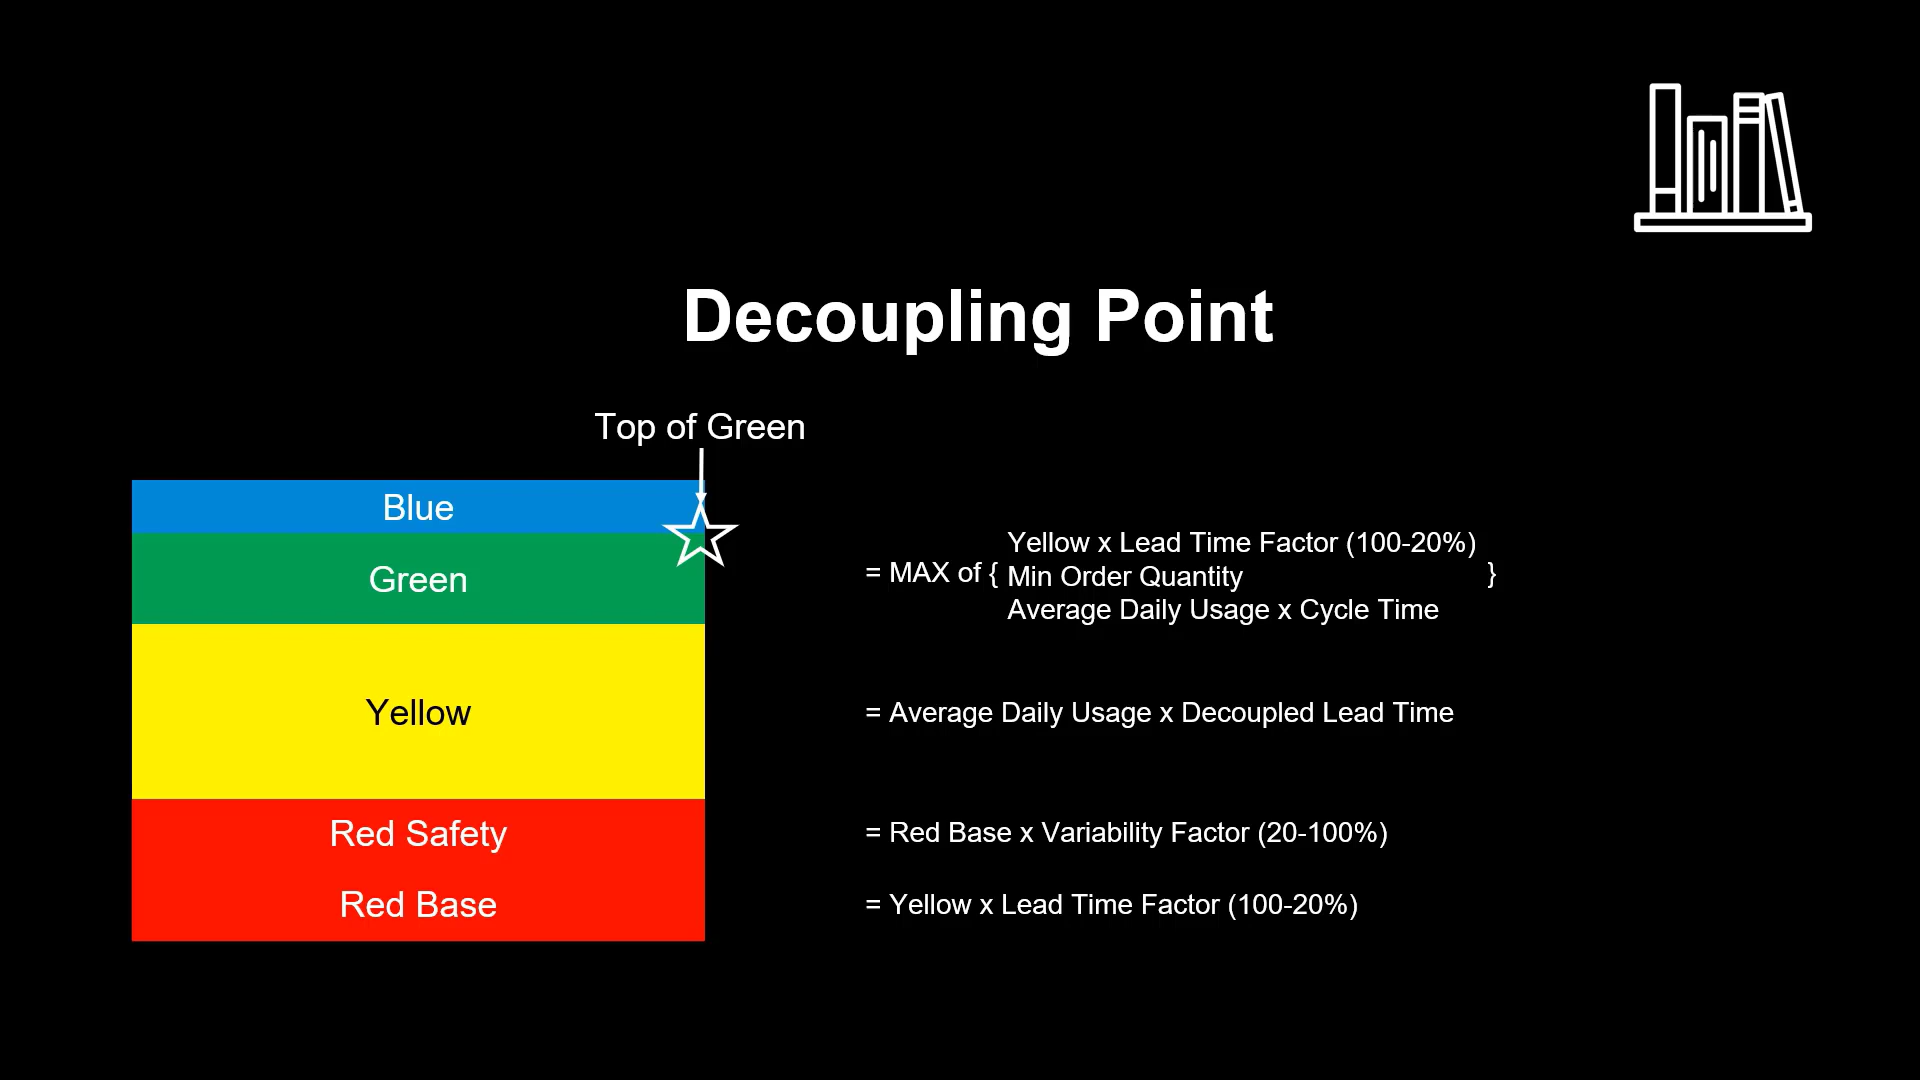 Decoupling Point
Top of Green
Blue
Green
= MAX of {
Yellow x Lead Time Factor (100-20%)
Min Order Quantity
Average Daily Usage x Cycle Time
}
Yellow
= Average Daily Usage x Decoupled Lead Time
Red Safety
= Red Base x Variability Factor (20-100%)
Red Base
= Yellow x Lead Time Factor (100-20%)